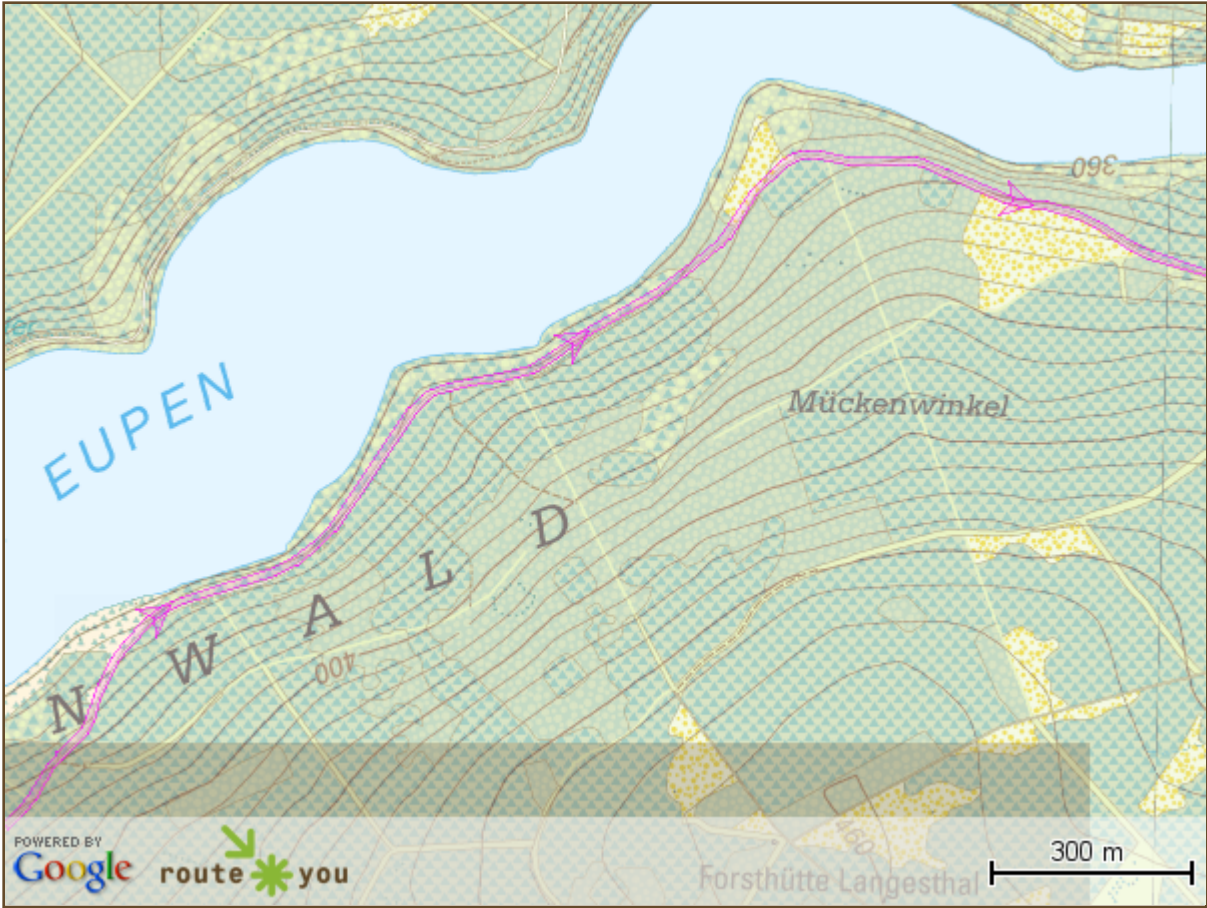 360
EUPEN
Mückenwinkel
N W A L D
400
460
POWERED BY
Google route you
Forsthütte Langesthal
300 m